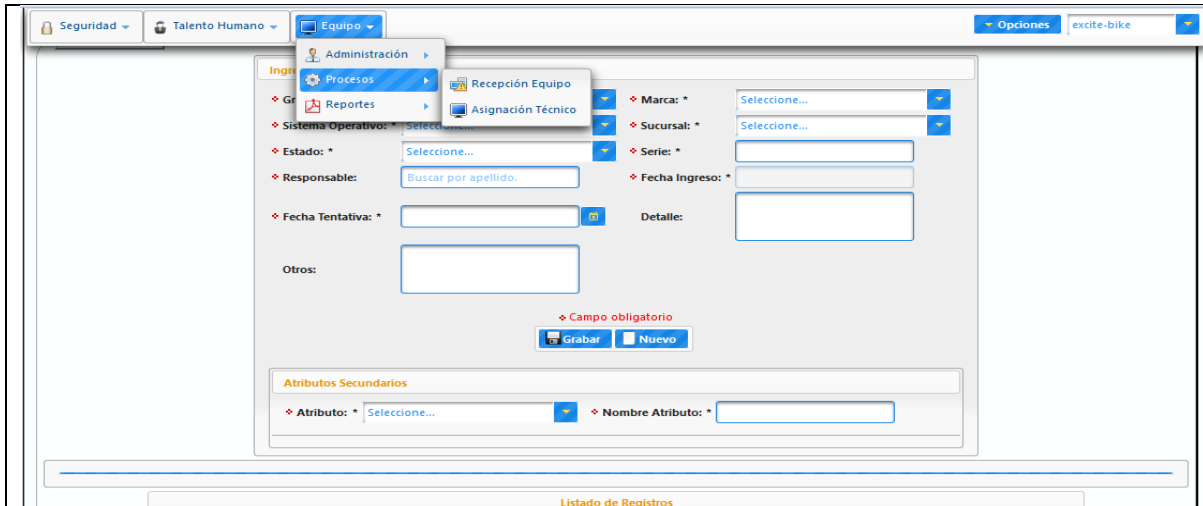 Seguridad Talento Humano Equipo Opciones excite-bike
Administración
Procesos
Reportes
Recepción Equipo
Asignación Técnico
Marca: * Seleccione...
Sistema Operativo: * Sucursal: * Seleccione...
Estado: * Seleccione... Serie: *
Responsable: Buscar por apellido. Fecha Ingreso: *
Fecha Tentativa: * Detalle:
Otros:
Campo obligatorio
Grabar Nuevo
Atributos Secundarios
Atributo: * Seleccione... Nombre Atributo: *
Listado de Registros